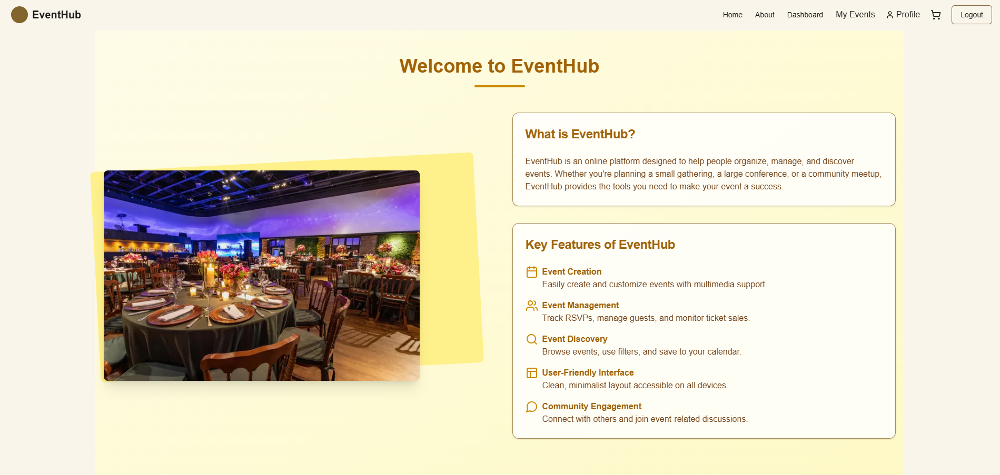 EventHub
Home About Dashboard My Events Profile Logout
Welcome to EventHub
What is EventHub?
EventHub is an online platform designed to help people organize, manage, and discover
events. Whether you're planning a small gathering, a large conference, or a community meetup,
EventHub provides the tools you need to make your event a success.
Key Features of EventHub
Event Creation
Easily create and customize events with multimedia support.
Event Management
Track RSVPs, manage guests, and monitor ticket sales.
Event Discovery
Browse events, use filters, and save to your calendar.
User-Friendly Interface
Clean, minimalist layout accessible on all devices.
Community Engagement
Connect with others and join event-related discussions.